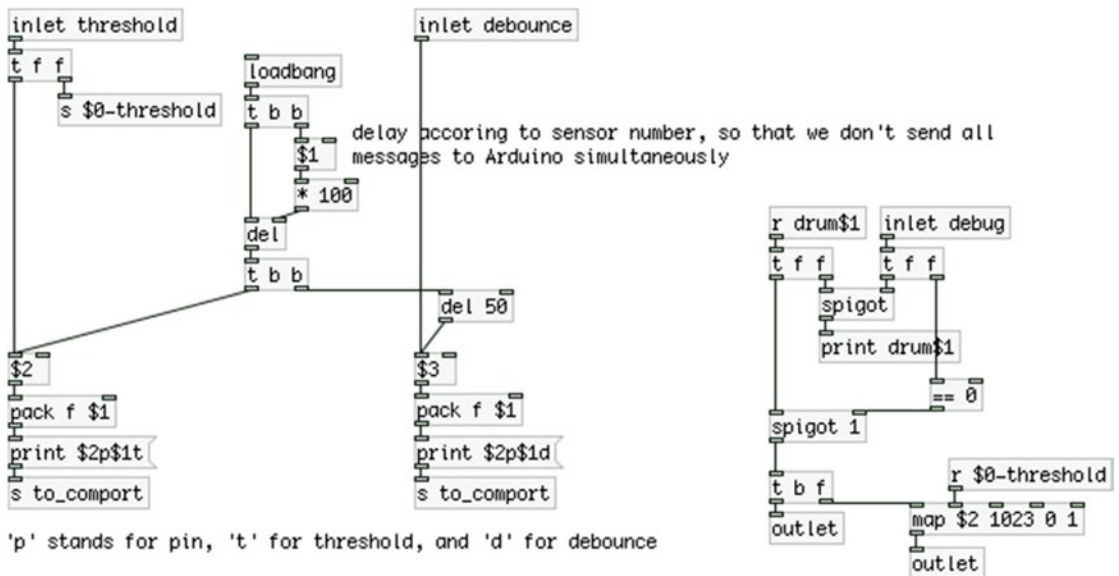 inlet threshold
t f f
s $0-threshold
loadbang
t b b
$1
* 100
del
t b b
inlet debounce
delay accoring to sensor number, so that we don't send all
messages to Arduino simultaneously
del 50
$2
pack f $1
print $2p$1t
s to_comport
$3
pack f $1
print $2p$1d
s to_comport
'p' stands for pin, 't' for threshold, and 'd' for debounce
r drum$1
inlet debug
t f f
t f f
spigot
print drum$1
== 0
spigot 1
r $0-threshold
t b f
map $2 1023 0 1
outlet
outlet